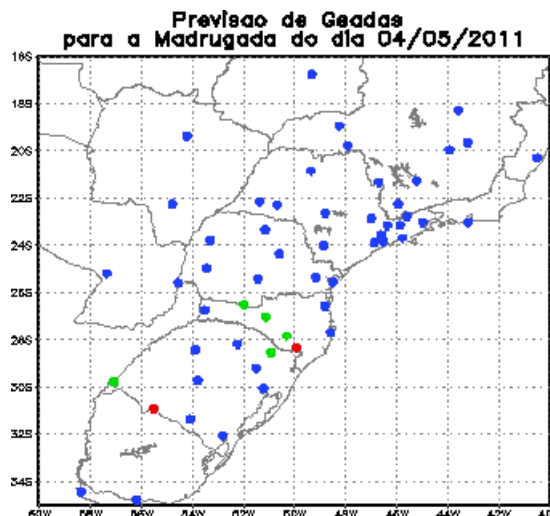 Previsao de Geadas
para a Madrugada do dia 04/05/2011
16S
18S
20S
22S
24S
26S
28S
30S
32S
34S
60W 58W 56W 54W 52W 50W 48W 46W 44W 42W 40W